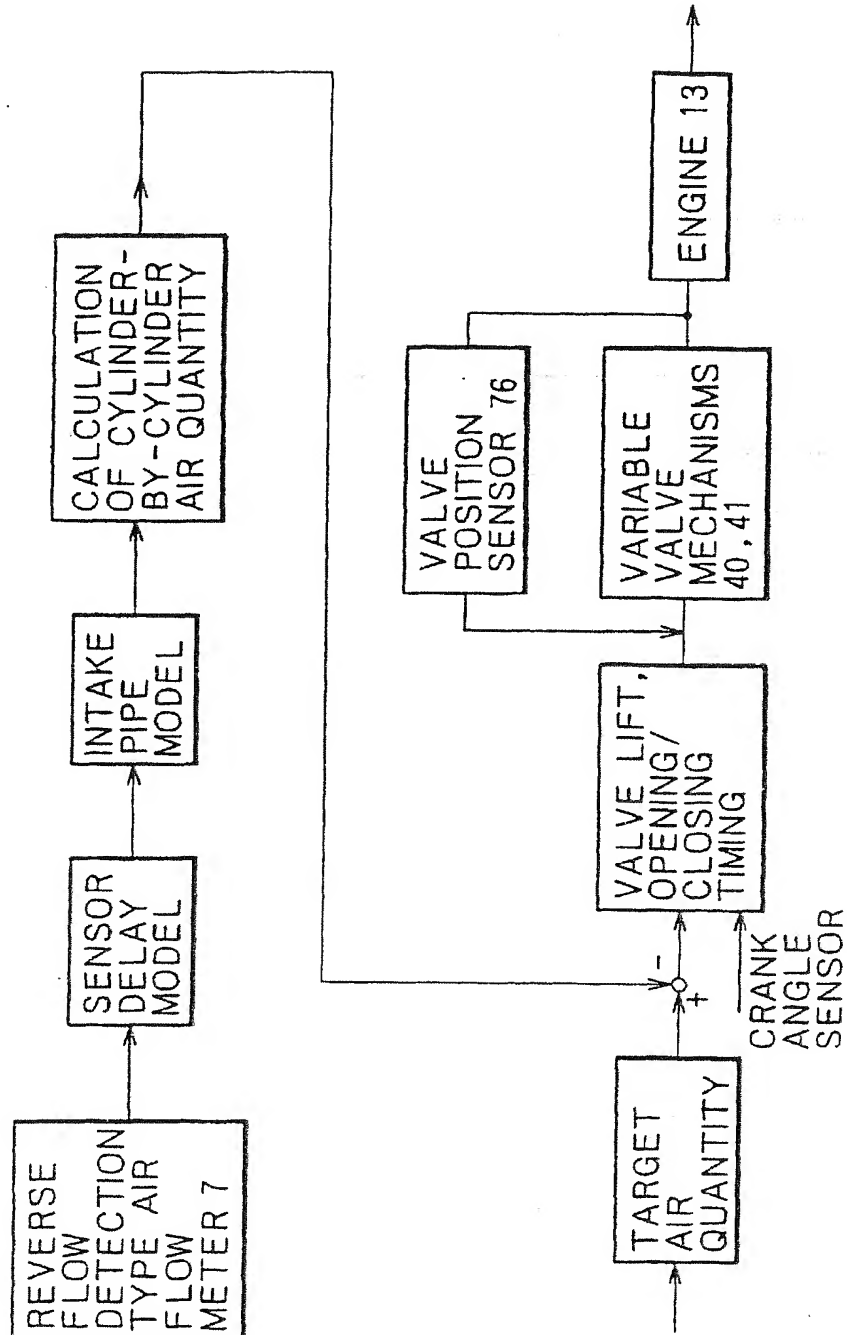 REVERSE
FLOW
DETECTION
TYPE AIR
FLOW
METER 7
SENSOR
DELAY
MODEL
INTAKE
PIPE
MODEL
CALCULATION
OF CYLINDER-
BY-CYLINDER
AIR QUANTITY
TARGET
AIR
QUANTITY
+
-
CRANK
ANGLE
SENSOR
VALVE LIFT,
OPENING/
CLOSING
TIMING
VALVE
POSITION
SENSOR 76
VARIABLE
VALVE
MECHANISMS
40,41
ENGINE 13